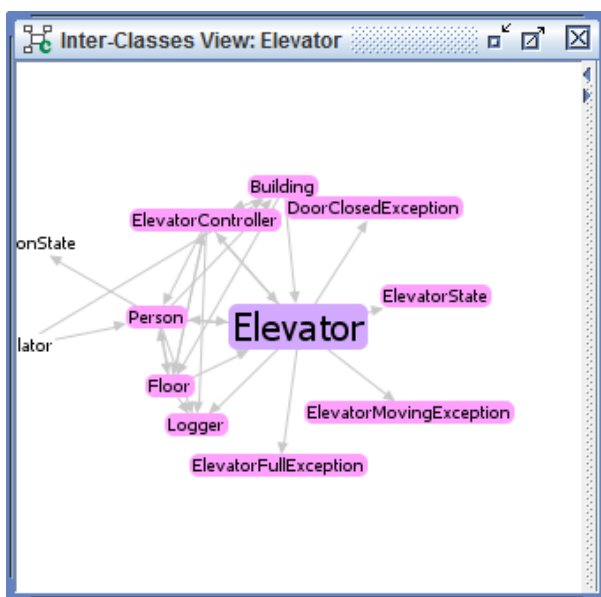 Inter-Classes View: Elevator
Building
DoorClosedException
ElevatorController
onState
ElevatorState
Person
Elevator
lator
Floor
ElevatorMovingException
Logger
ElevatorFullException